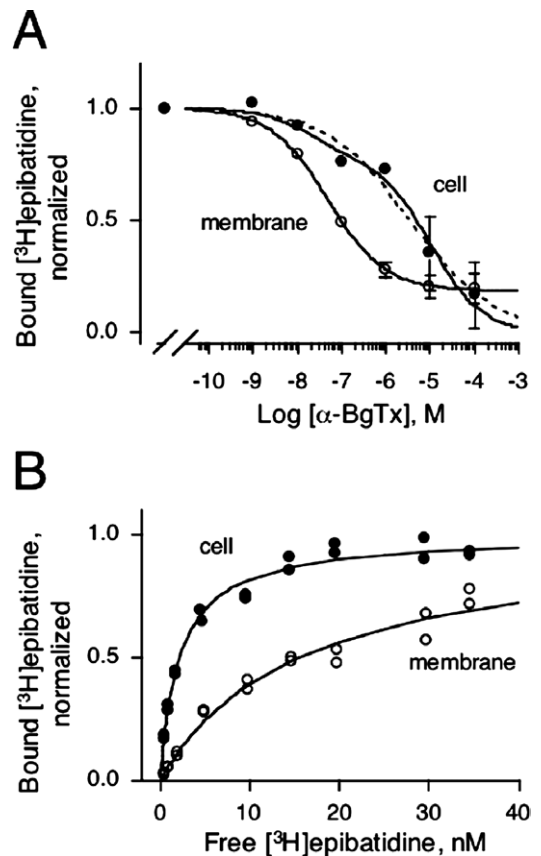 A
Bound [³H]epibatidine,
normalized
1.0
0.5
0.0
cell
membrane
-10 -9 -8 -7 -6 -5 -4 -3
Log [α-BgTx], M
B
Bound [³H]epibatidine,
normalized
1.0
0.5
0.0
cell
membrane
0 10 20 30 40
Free [³H]epibatidine, nM